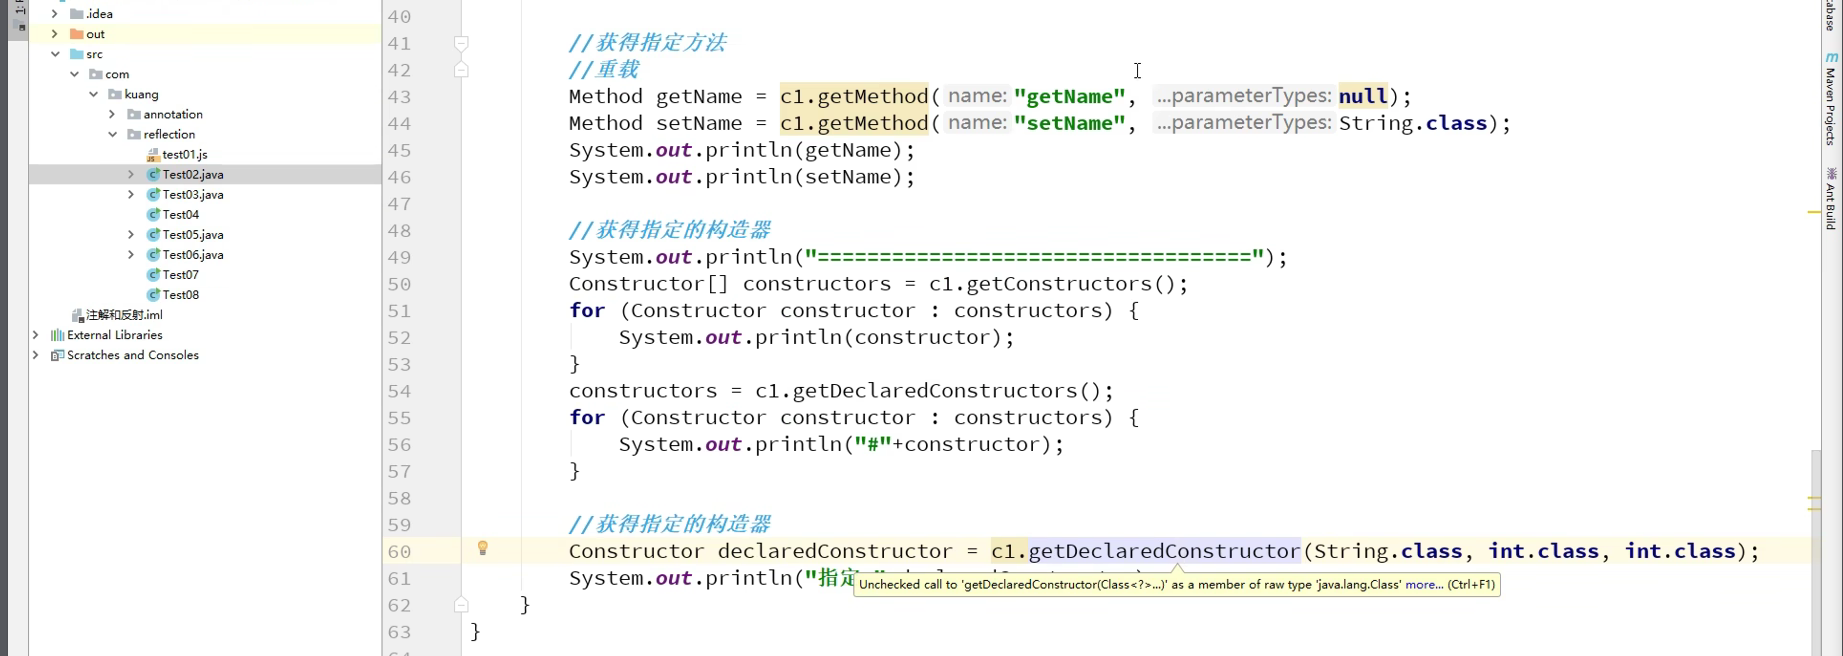 .idea
out
src
com
kuang
annotation
reflection
test01.js
Test02.java
Test03.java
Test04
Test05.java
Test06.java
Test07
Test08
注解和反射.iml
External Libraries
Scratches and Consoles
40
41 //获得指定方法
42 //重载
43 Method getName = c1.getMethod( name: "getName", ...parameterTypes: null);
44 Method setName = c1.getMethod( name: "setName", ...parameterTypes: String.class);
45 System.out.println(getName);
46 System.out.println(setName);
47
48 //获得指定的构造器
49 System.out.println("===================================");
50 Constructor[] constructors = c1.getConstructors();
51 for (Constructor constructor : constructors) {
52 System.out.println(constructor);
53 }
54 constructors = c1.getDeclaredConstructors();
55 for (Constructor constructor : constructors) {
56 System.out.println("#"+constructor);
57 }
58
59 //获得指定的构造器
60 Constructor declaredConstructor = c1.getDeclaredConstructor(String.class, int.class, int.class);
61 System.out.println("指定
Unchecked call to 'getDeclaredConstructor(Class<?>...)' as a member of raw type 'java.lang.Class' more... (Ctrl+F1)
62 }
63 }
Maven Projects
Ant Build